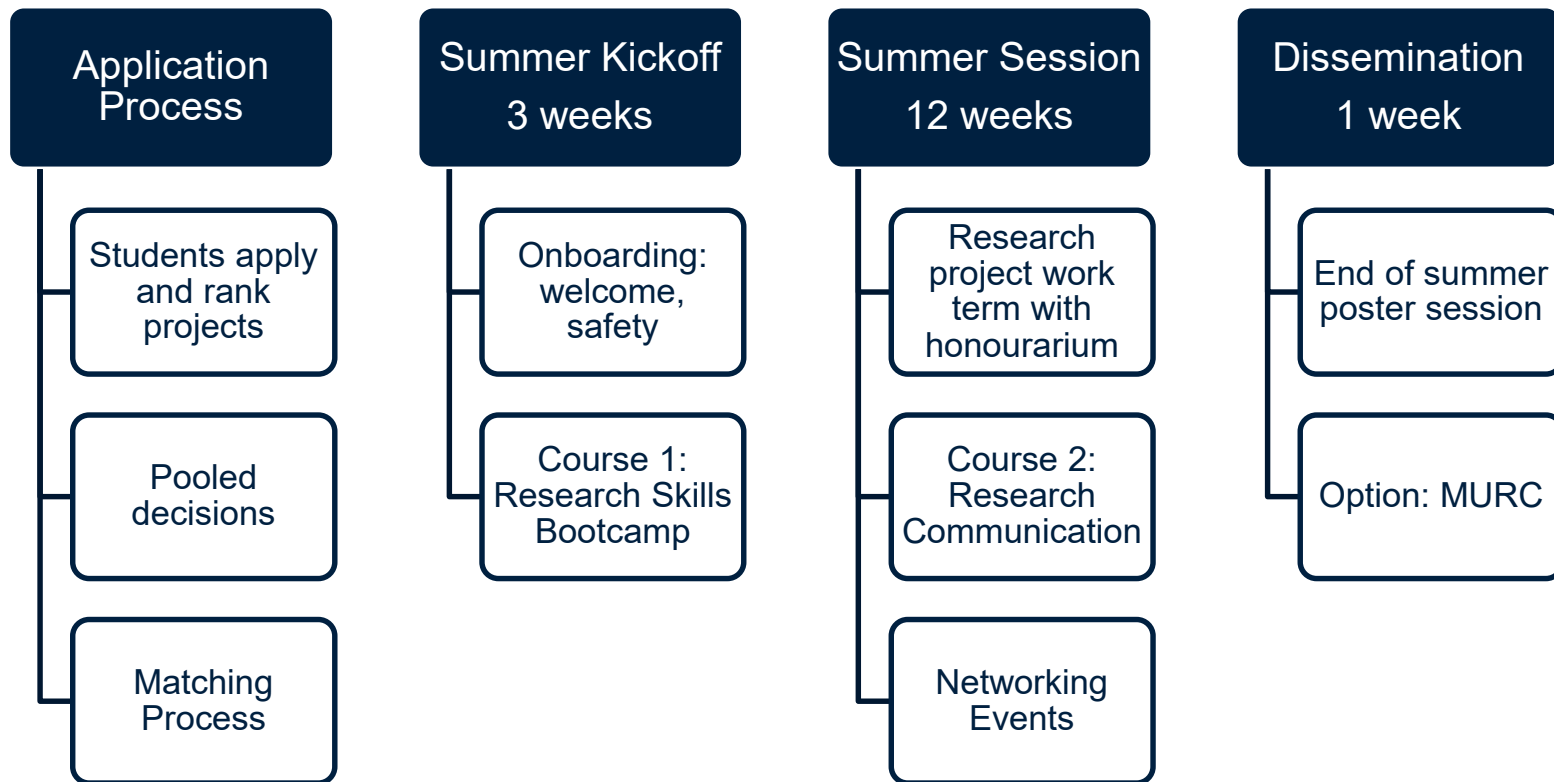 Application
Process
Students apply
and rank
projects
Pooled
decisions
Matching
Process
Summer Kickoff
3 weeks
Onboarding:
welcome,
safety
Course 1:
Research Skills
Bootcamp
Summer Session
12 weeks
Research
project work
term with
honourarium
Course 2:
Research
Communication
Networking
Events
Dissemination
1 week
End of summer
poster session
Option: MURC